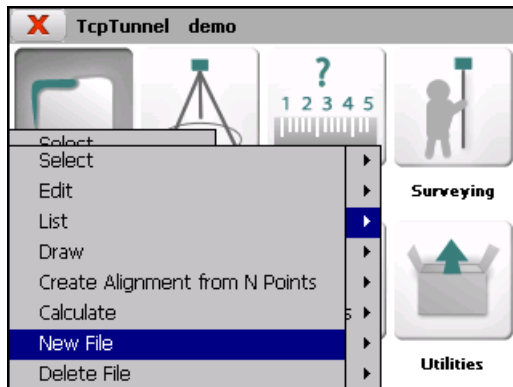 X TcpTunnel demo
?
1 2 3 4 5
Select
Select
Edit
Surveying
List
Draw
Create Alignment from N Points
Calculate
s
New File
Utilities
Delete File